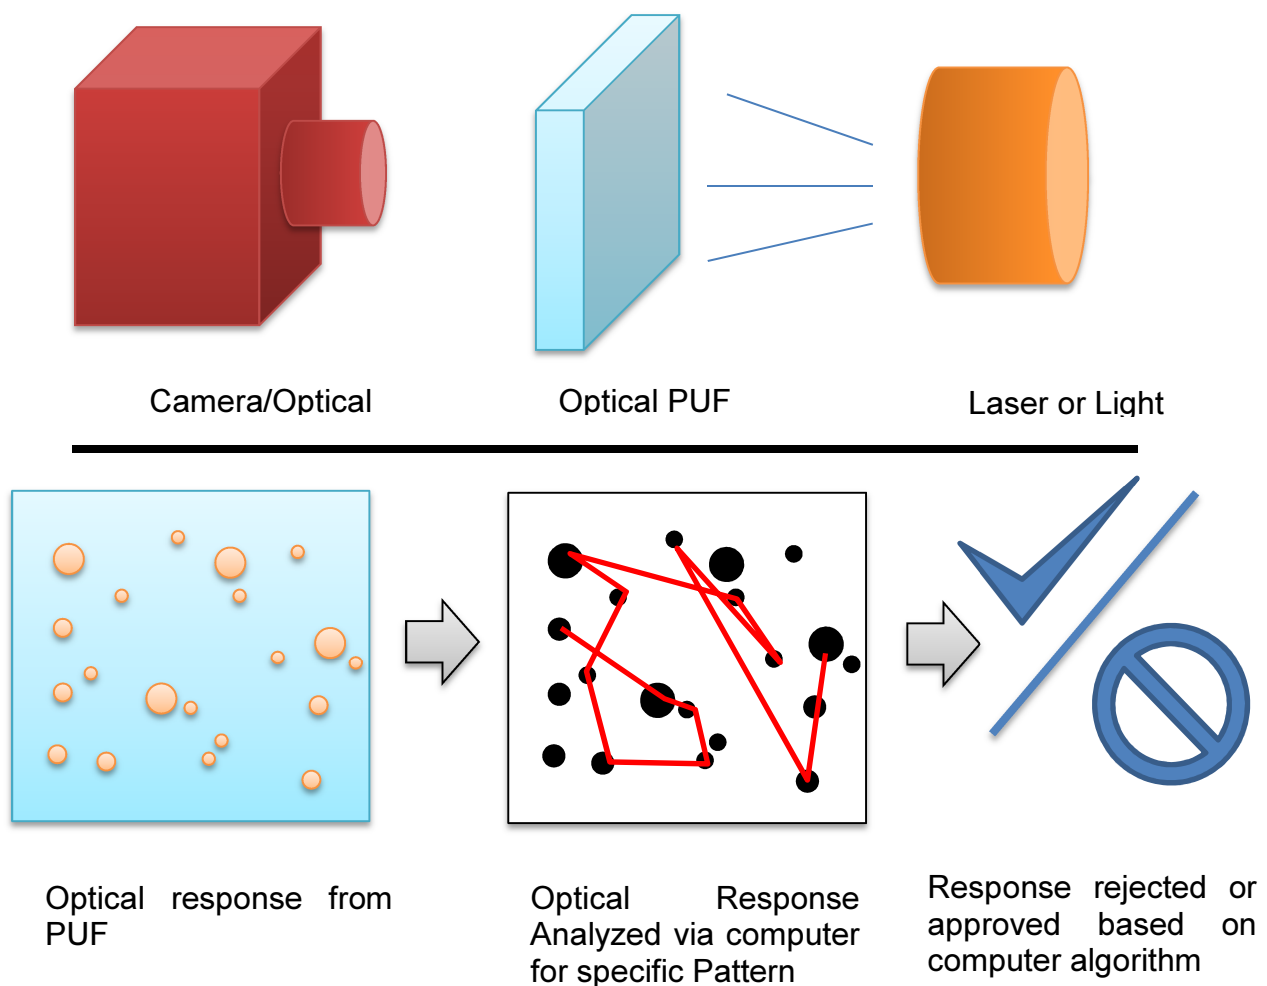 Camera/Optical
Optical PUF
Laser or Light
Optical response from
PUF
Optical Response
Analyzed via computer
for specific Pattern
Response rejected or
approved based on
computer algorithm